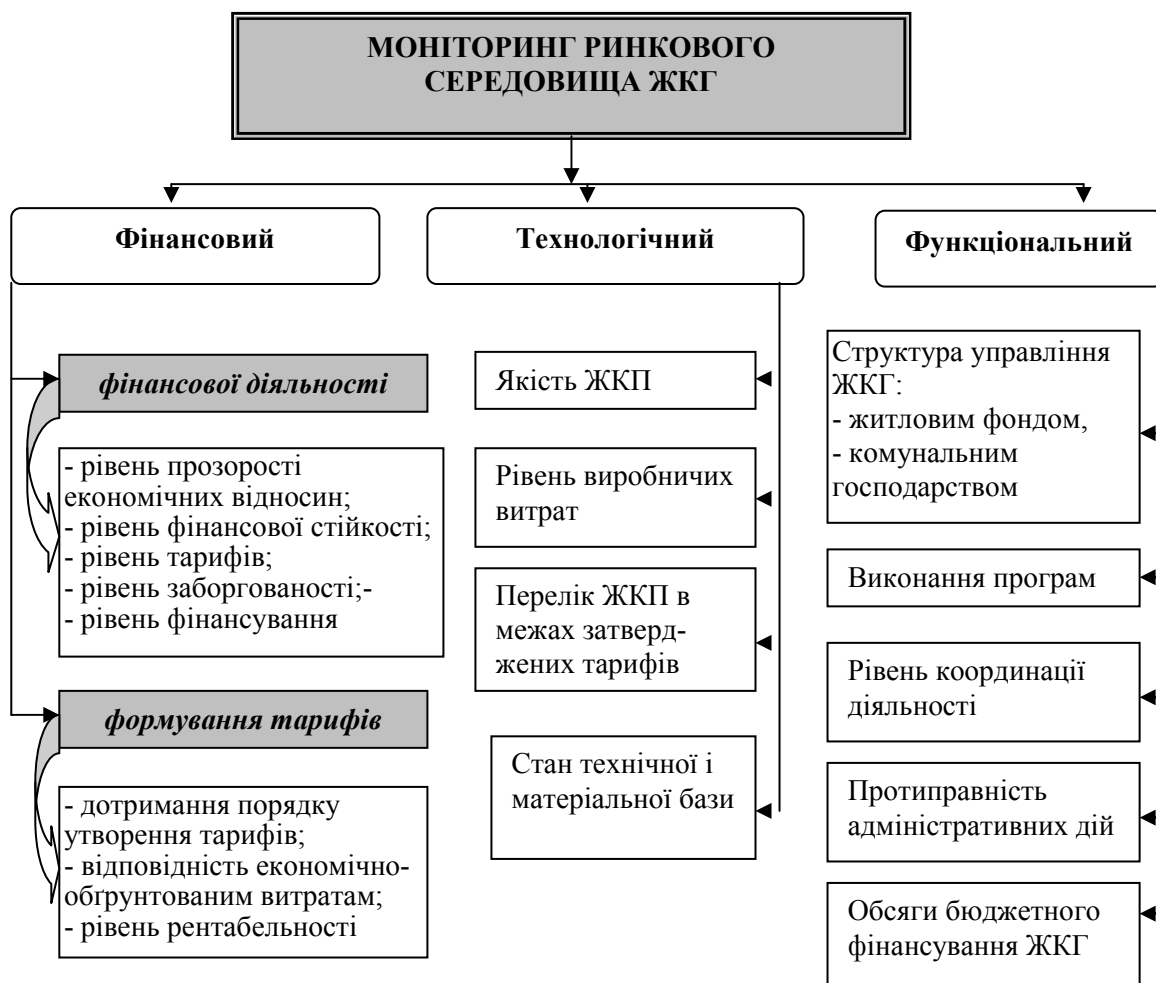 МОНІТОРИНГ РИНКОВОГО
СЕРЕДОВИЩА ЖКГ
Фінансовий
Технологічний
Функціональний
фінансової діяльності
- рівень прозорості
економічних відносин;
- рівень фінансової стійкості;
- рівень тарифів;
- рівень заборгованості;-
- рівень фінансування
формування тарифів
- дотримання порядку
утворення тарифів;
- відповідність економічно-
обґрунтованим витратам;
- рівень рентабельності
Якість ЖКП
Рівень виробничих
витрат
Перелік ЖКП в
межах затверд-
жених тарифів
Стан технічної і
матеріальної бази
Структура управління
ЖКГ:
- житловим фондом,
- комунальним
господарством
Виконання програм
Рівень координації
діяльності
Протиправність
адміністративних дій
Обсяги бюджетного
фінансування ЖКГ